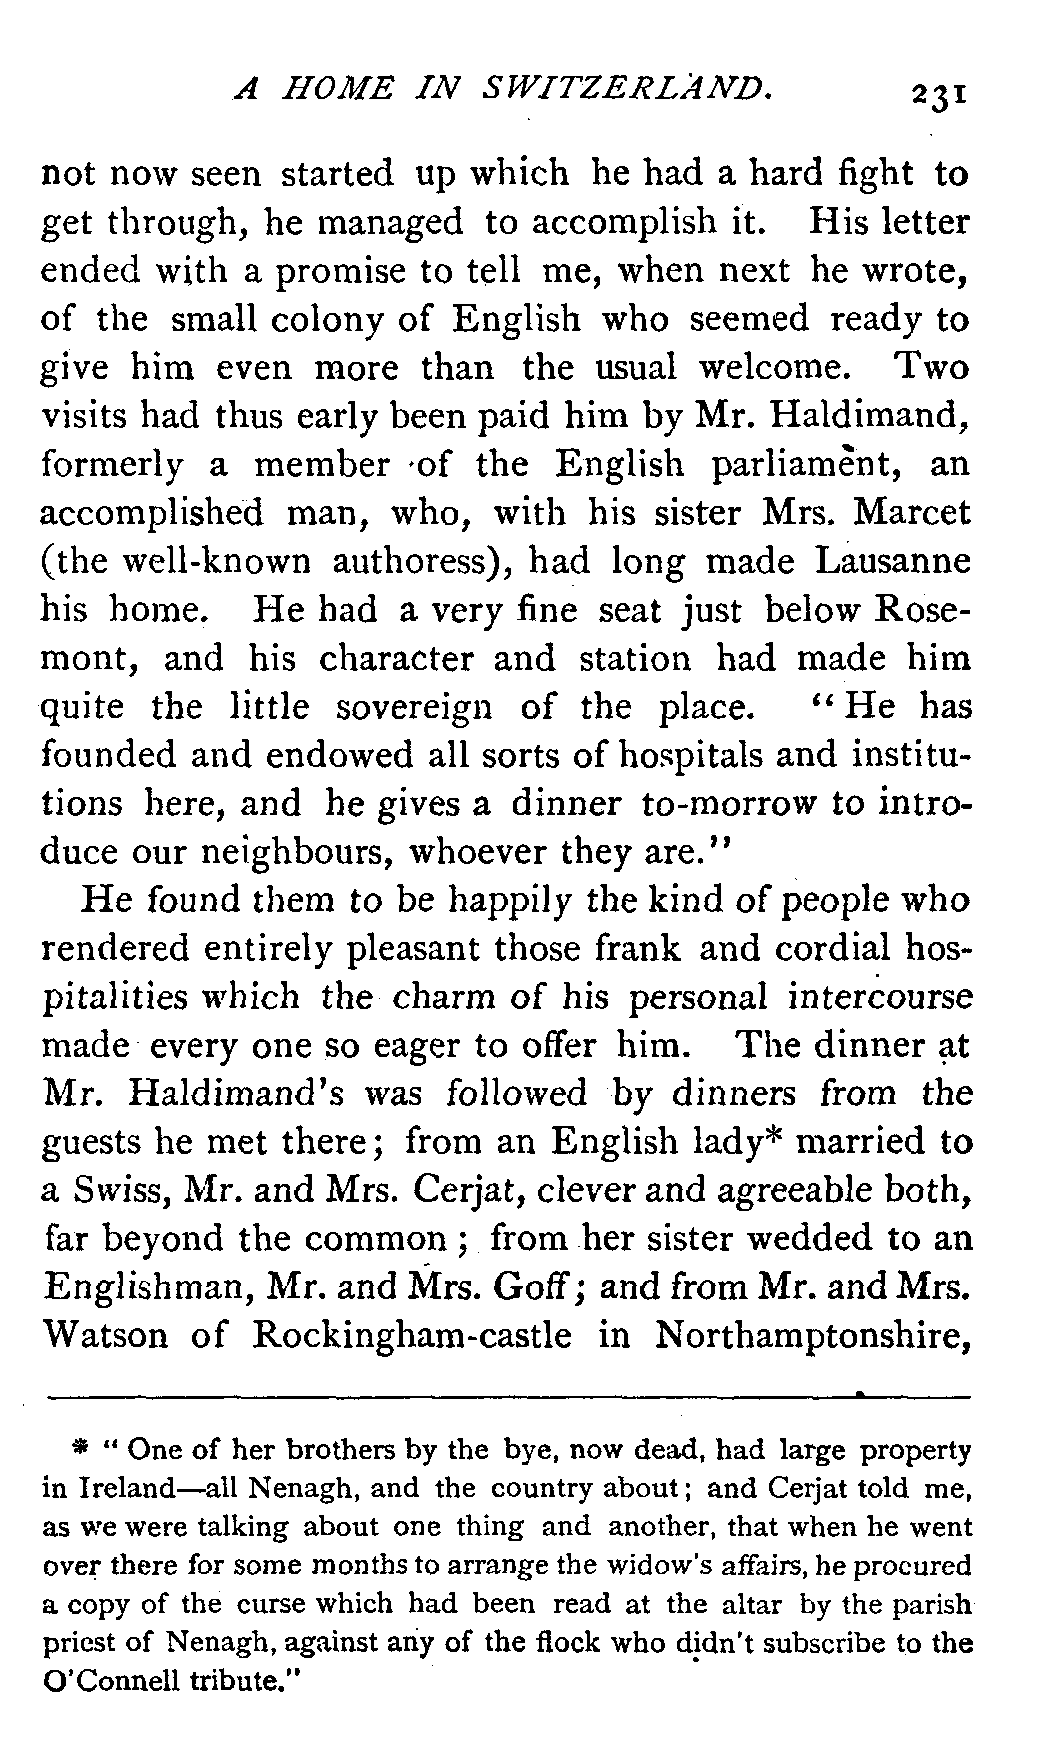 A HOME IN SWITZERLAND. 231
not now seen started up which he had a hard fight to
get through, he managed to accomplish it. His letter
ended with a promise to tell me, when next he wrote,
of the small colony of English who seemed ready to
give him even more than the usual welcome. Two
visits had thus early been paid him by Mr. Haldimand,
formerly a member of the English parliament, an
accomplished man, who, with his sister Mrs. Marcet
(the well-known authoress), had long made Lausanne
his home. He had a very fine seat just below Rose-
mont, and his character and station had made him
quite the little sovereign of the place. "He has
founded and endowed all sorts of hospitals and institu-
tions here, and he gives a dinner to-morrow to intro-
duce our neighbours, whoever they are."
He found them to be happily the kind of people who
rendered entirely pleasant those frank and cordial hos-
pitalities which the charm of his personal intercourse
made every one so eager to offer him. The dinner at
Mr. Haldimand's was followed by dinners from the
guests he met there; from an English lady* married to
a Swiss, Mr. and Mrs. Cerjat, clever and agreeable both,
far beyond the common; from her sister wedded to an
Englishman, Mr. and Mrs. Goff; and from Mr. and Mrs.
Watson of Rockingham-castle in Northamptonshire,
* "One of her brothers by the bye, now dead, had large property
in Ireland—all Nenagh, and the country about; and Cerjat told me,
as we were talking about one thing and another, that when he went
over there for some months to arrange the widow's affairs, he procured
a copy of the curse which had been read at the altar by the parish
priest of Nenagh, against any of the flock who didn't subscribe to the
O'Connell tribute."